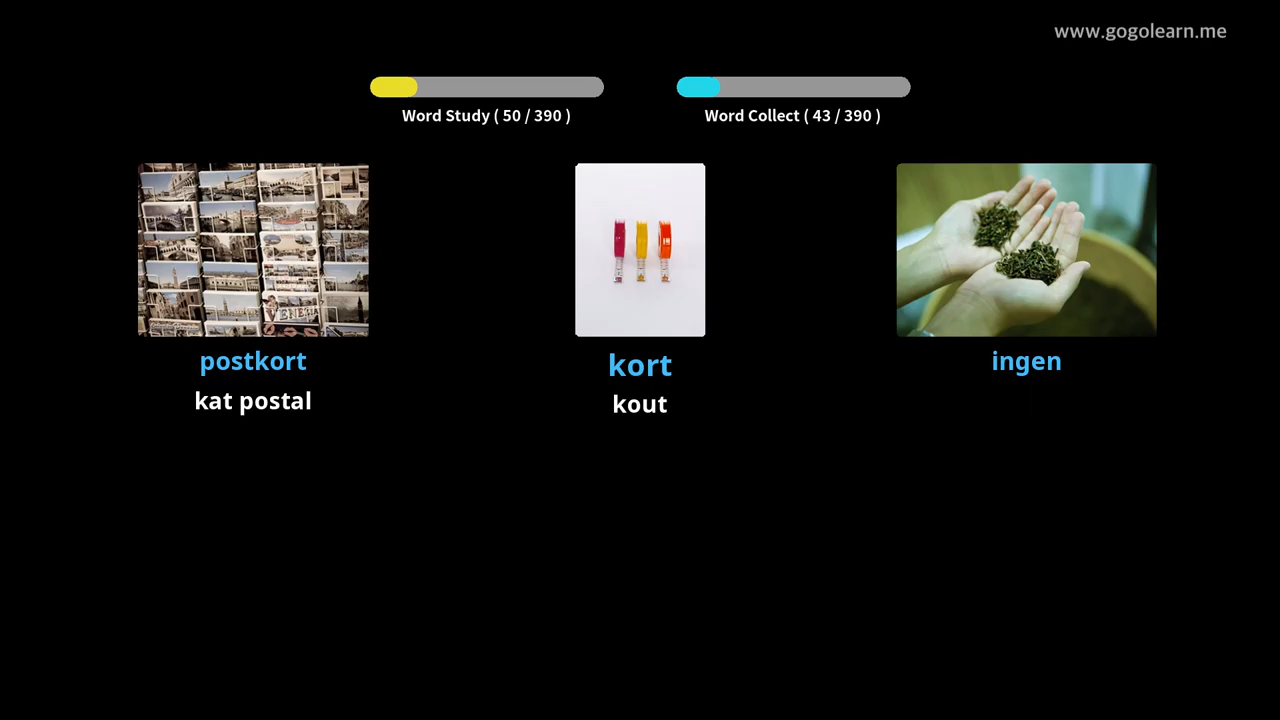 www.gogolearn.me
Word Study ( 50 / 390 )
Word Collect ( 43 / 390 )
postkort
kat postal
kort
kout
ingen